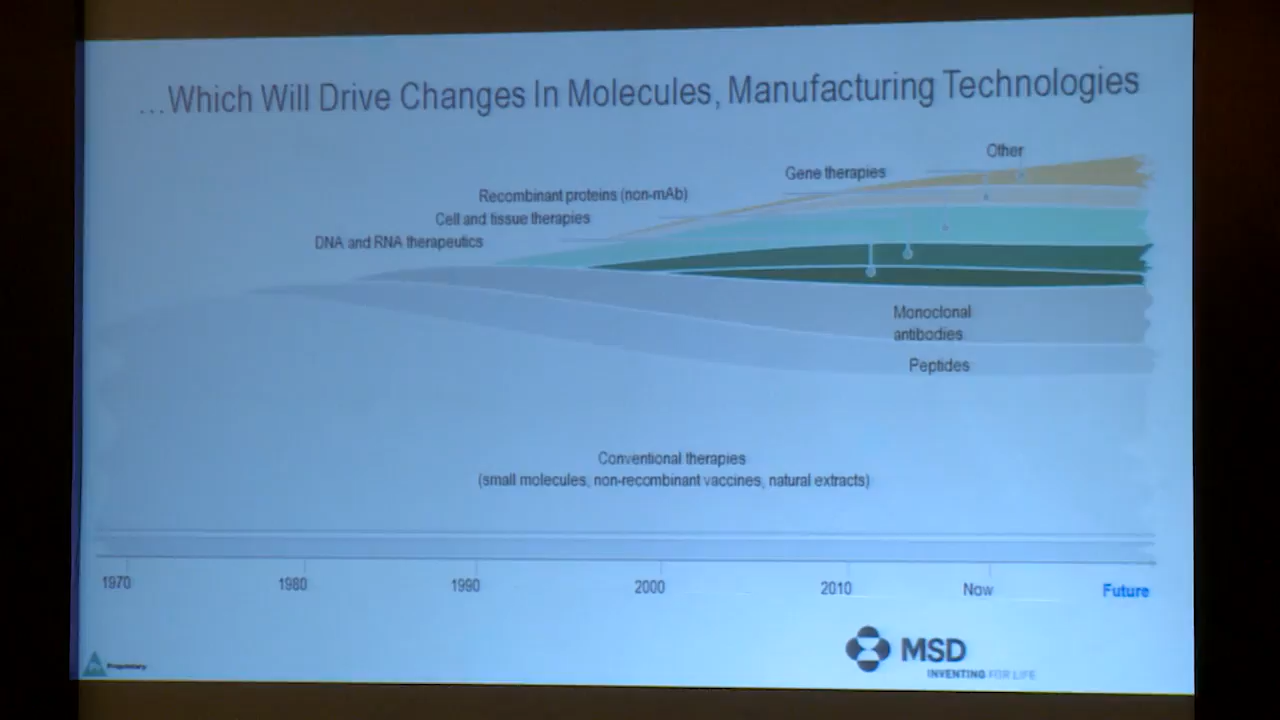 ...Which Will Drive Changes In Molecules, Manufacturing Technologies
Other
Gene therapies
Recombinant proteins (non-mAb)
Cell and tissue therapies
DNA and RNA therapeutics
Monoclonal
antibodies
Peptides
Conventional therapies
(small molecules, non-recombinant vaccines, natural extracts)
1970
1980
1990
2000
2010
Now
Future
Proprietary
MSD
INVENTING FOR LIFE